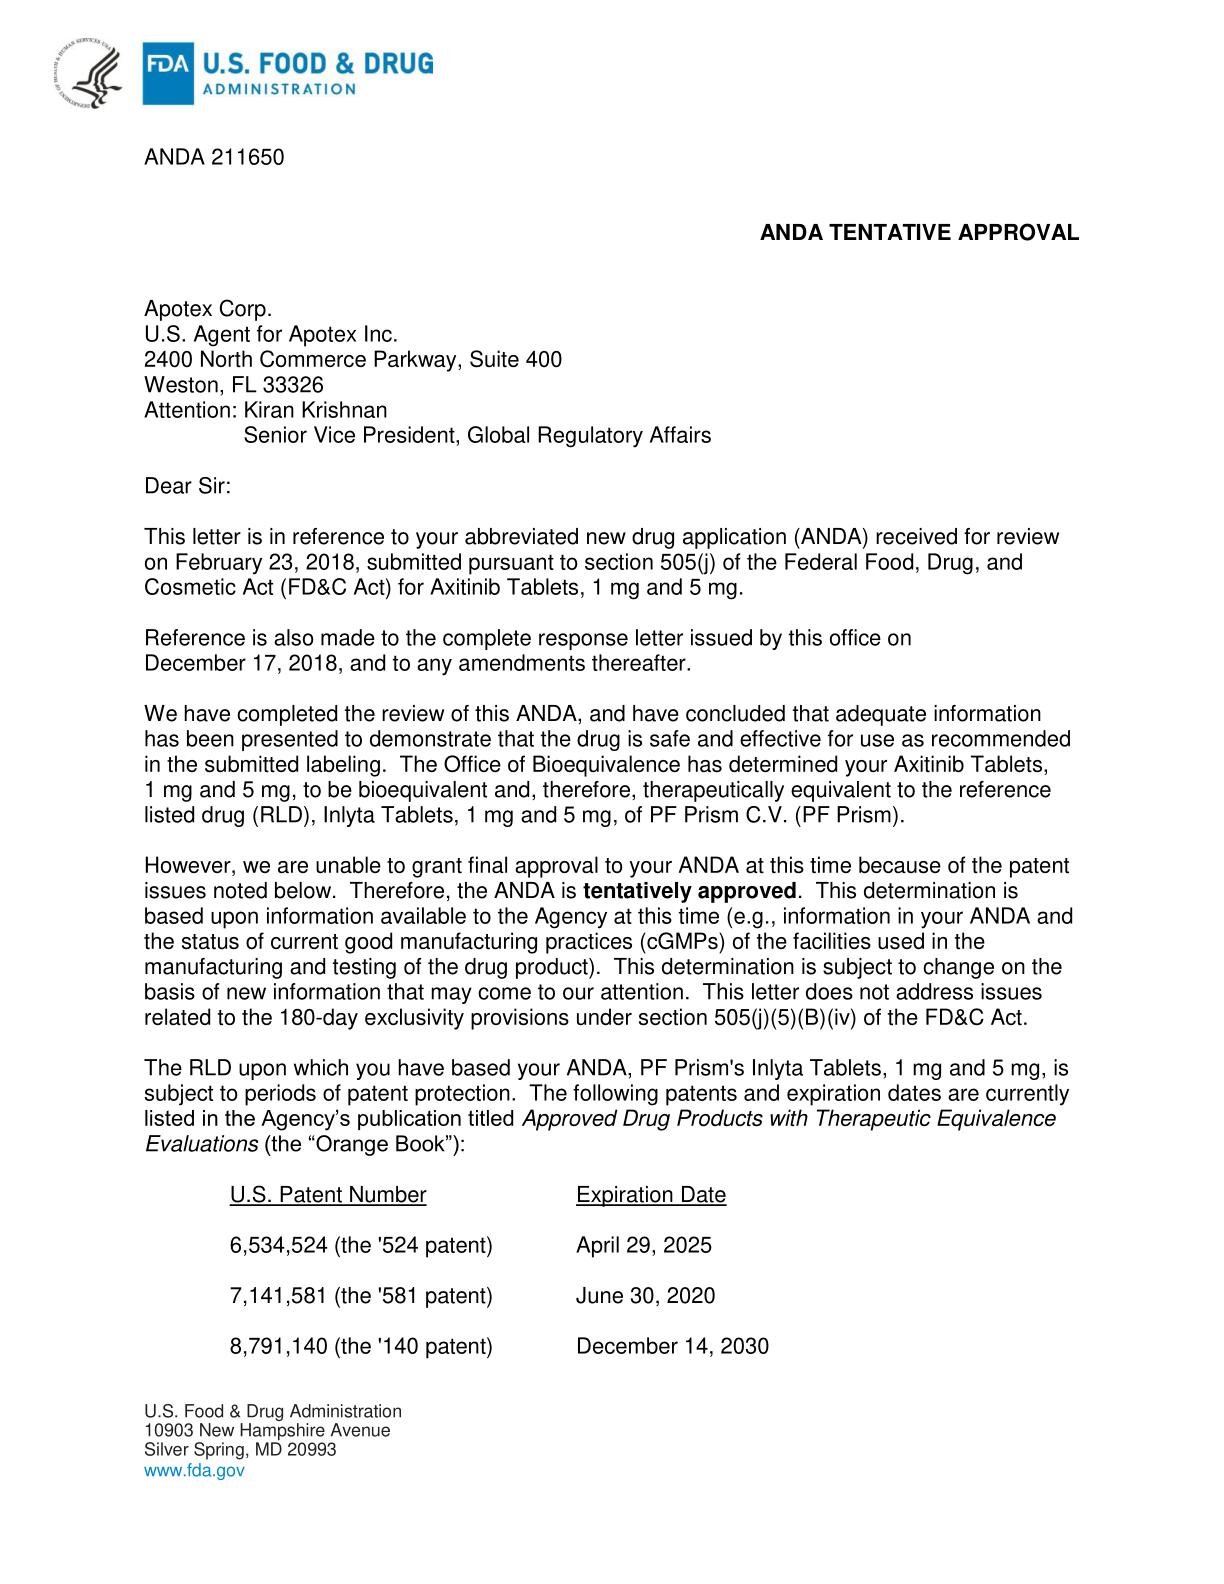 FDA U.S. FOOD & DRUG
ADMINISTRATION
ANDA 211650
ANDA TENTATIVE APPROVAL
Apotex Corp.
U.S. Agent for Apotex Inc.
2400 North Commerce Parkway, Suite 400
Weston, FL 33326
Attention: Kiran Krishnan
Senior Vice President, Global Regulatory Affairs
Dear Sir:
This letter is in reference to your abbreviated new drug application (ANDA) received for review
on February 23, 2018, submitted pursuant to section 505(j) of the Federal Food, Drug, and
Cosmetic Act (FD&C Act) for Axitinib Tablets, 1 mg and 5 mg.
Reference is also made to the complete response letter issued by this office on
December 17, 2018, and to any amendments thereafter.
We have completed the review of this ANDA, and have concluded that adequate information
has been presented to demonstrate that the drug is safe and effective for use as recommended
in the submitted labeling.  The Office of Bioequivalence has determined your Axitinib Tablets,
1 mg and 5 mg, to be bioequivalent and, therefore, therapeutically equivalent to the reference
listed drug (RLD), Inlyta Tablets, 1 mg and 5 mg, of PF Prism C.V. (PF Prism).
However, we are unable to grant final approval to your ANDA at this time because of the patent
issues noted below.  Therefore, the ANDA is tentatively approved.  This determination is
based upon information available to the Agency at this time (e.g., information in your ANDA and
the status of current good manufacturing practices (cGMPs) of the facilities used in the
manufacturing and testing of the drug product).  This determination is subject to change on the
basis of new information that may come to our attention.  This letter does not address issues
related to the 180-day exclusivity provisions under section 505(j)(5)(B)(iv) of the FD&C Act.
The RLD upon which you have based your ANDA, PF Prism's Inlyta Tablets, 1 mg and 5 mg, is
subject to periods of patent protection.  The following patents and expiration dates are currently
listed in the Agency’s publication titled Approved Drug Products with Therapeutic Equivalence
Evaluations (the “Orange Book”):
U.S. Patent Number Expiration Date
6,534,524 (the '524 patent) April 29, 2025
7,141,581 (the '581 patent) June 30, 2020
8,791,140 (the '140 patent) December 14, 2030
U.S. Food & Drug Administration
10903 New Hampshire Avenue
Silver Spring, MD 20993
www.fda.gov